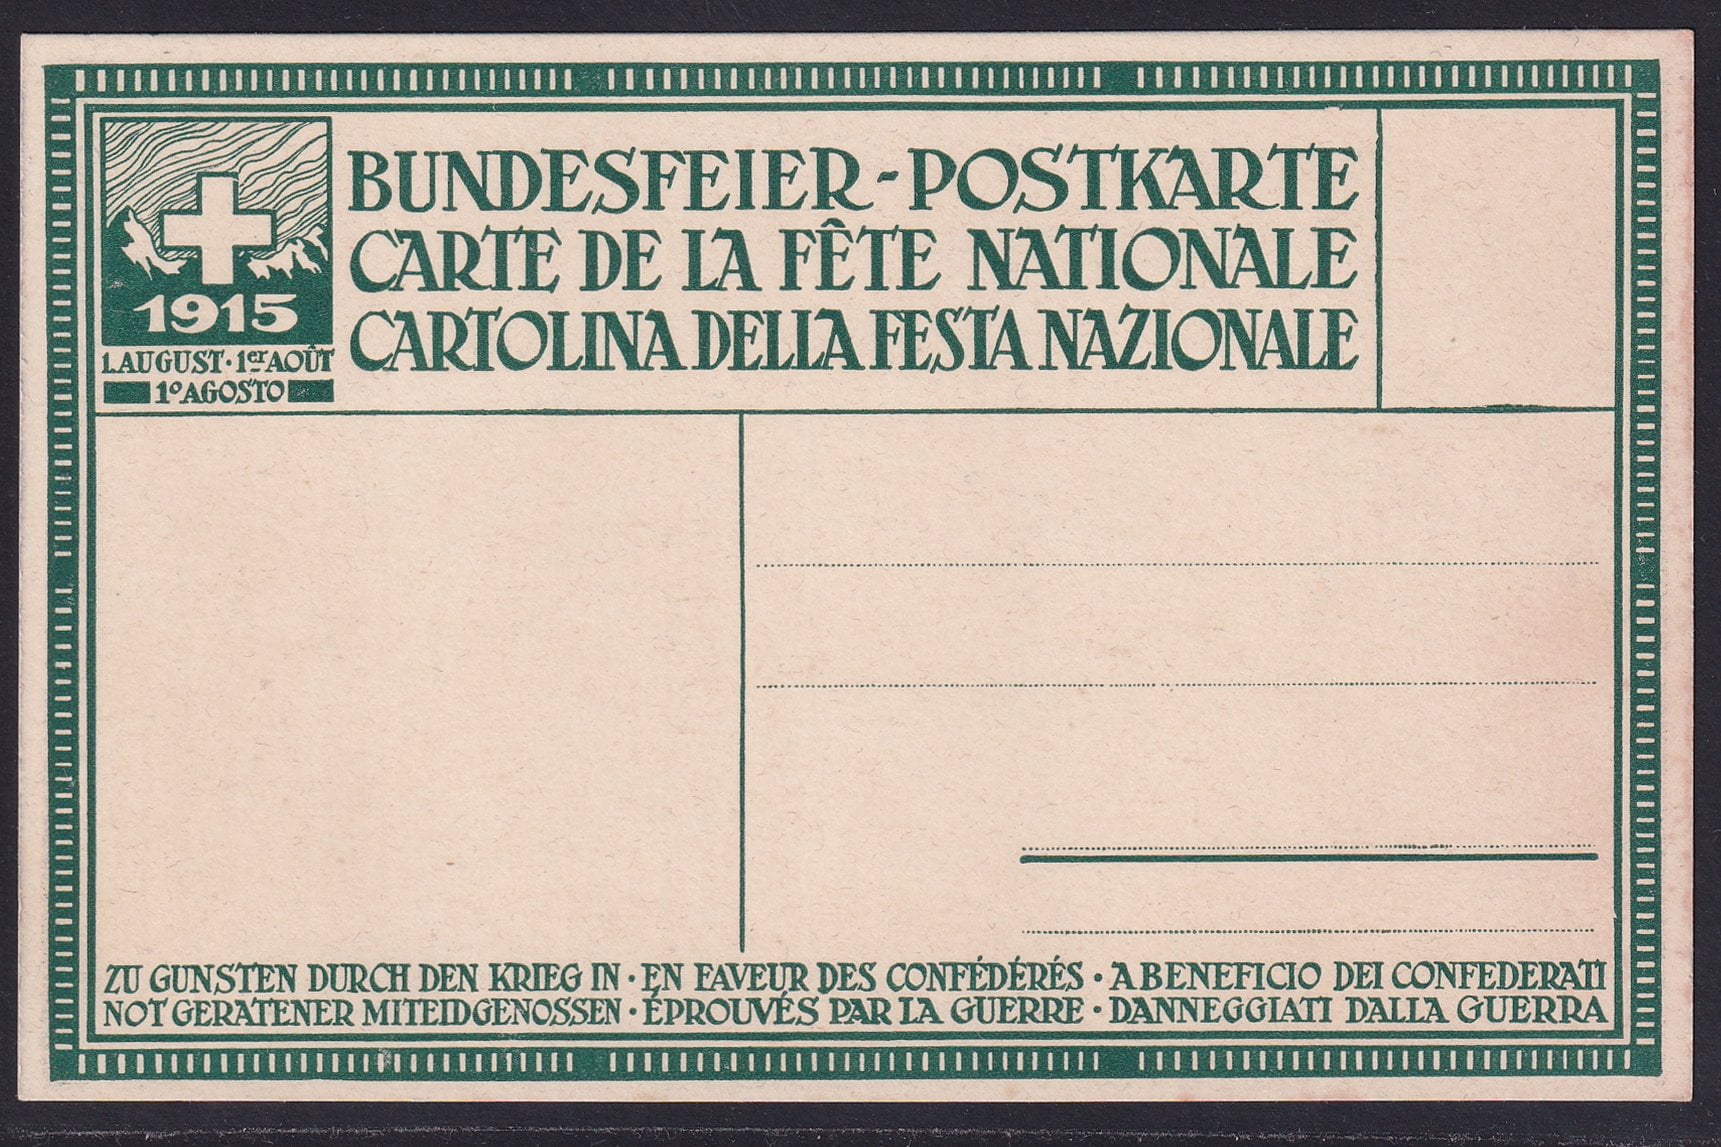 BUNDESFEIER-POSTKARTE
CARTE DE LA FÊTE NATIONALE
CARTOLINA DELLA FESTA NAZIONALE
1915
1. AUGUST · 1er AOÛT
1º AGOSTO
ZU GUNSTEN DURCH DEN KRIEG IN · EN FAVEUR DES CONFÉDÉRÉS · A BENEFICIO DEI CONFEDERATI
NOT GERATENER MITEIDGENOSSEN · ÉPROUVÉS PAR LA GUERRE · DANNEGGIATI DALLA GUERRA